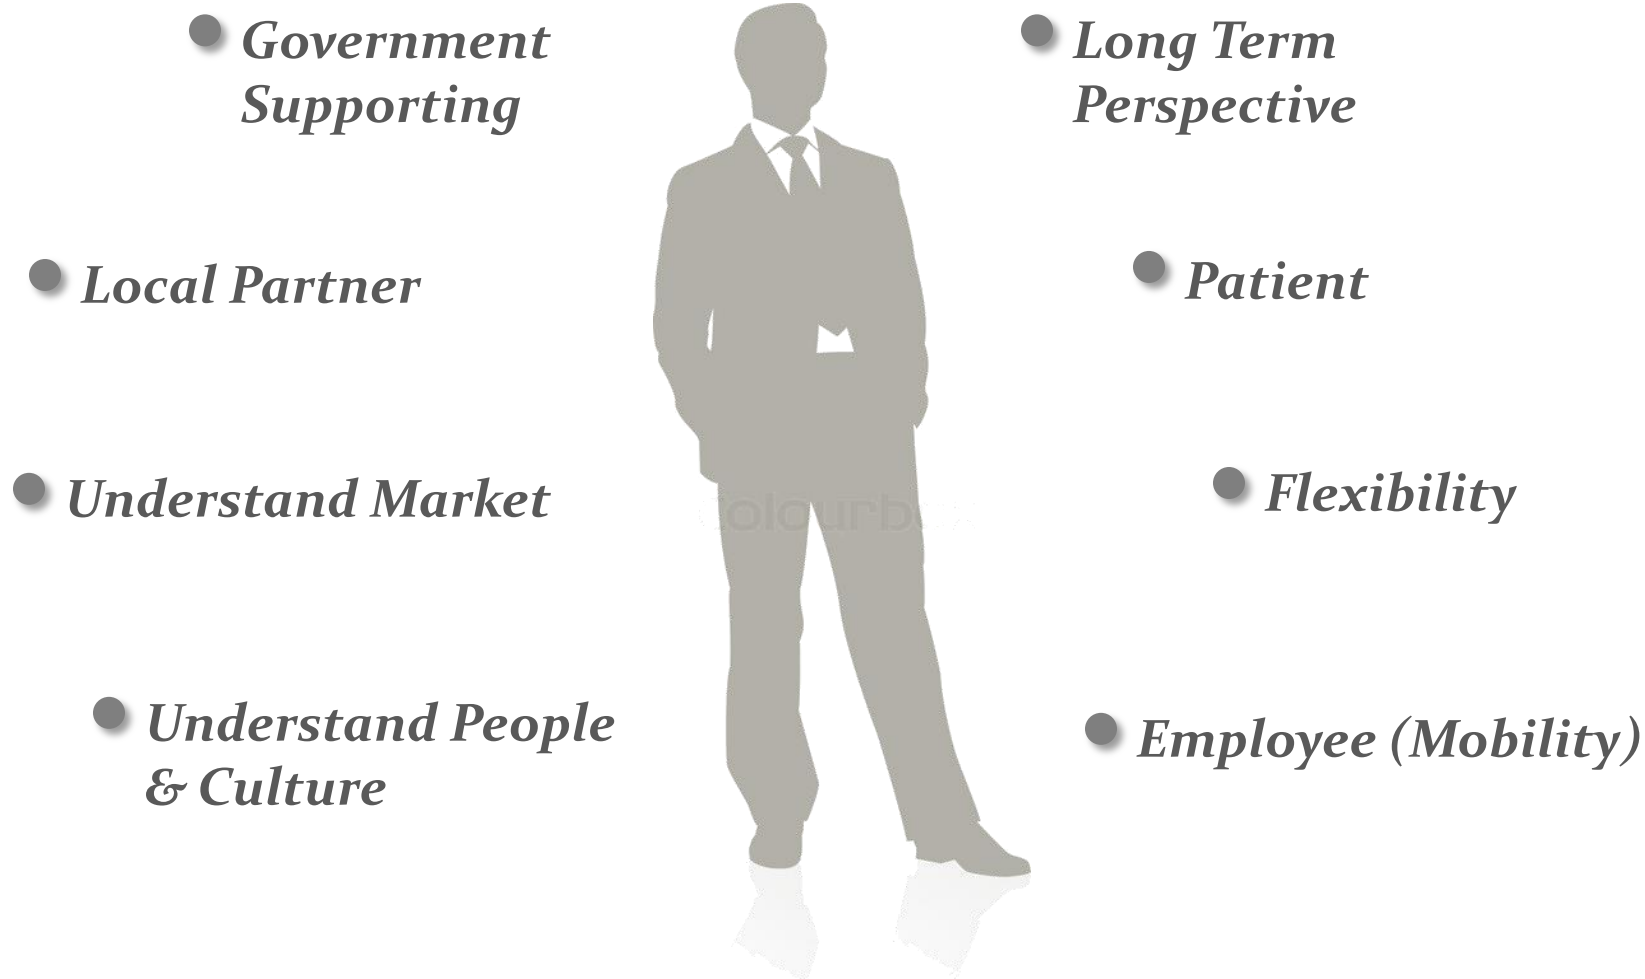 Government
Supporting
Local Partner
Understand Market
Understand People
& Culture
Long Term
Perspective
Patient
Flexibility
Employee (Mobility)